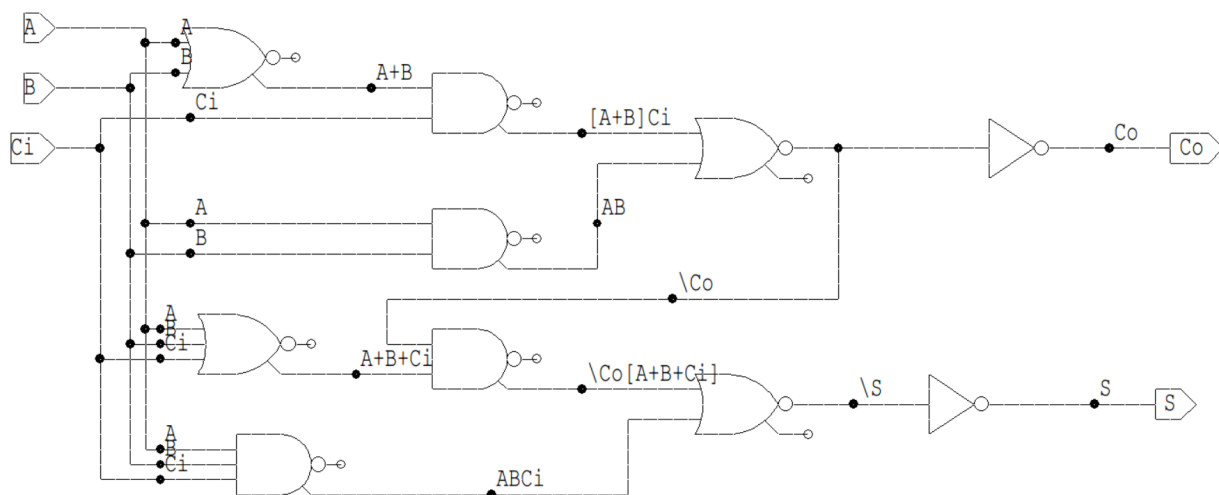 A
A
B
B
A+B
Ci
[A+B]Ci
Ci
Co
Co
A
AB
B
\Co
A
B
Ci
A+B+Ci
\Co[A+B+Ci]
\S
S
S
A
B
Ci
ABCi